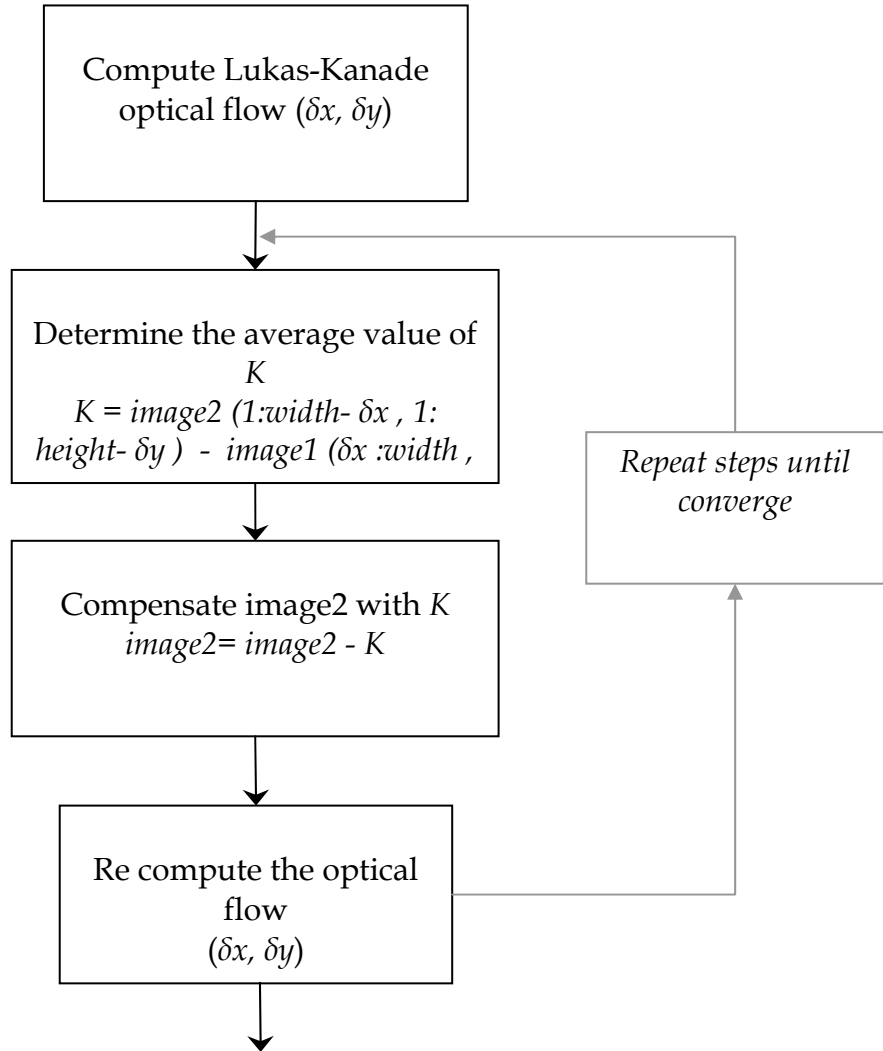 Compute Lukas-Kanade
optical flow (δx, δy)
Determine the average value of
K
K = image2 (1:width- δx , 1:
height- δy ) - image1 (δx :width ,
Compensate image2 with K
image2= image2 - K
Re compute the optical
flow
(δx, δy)
Repeat steps until
converge